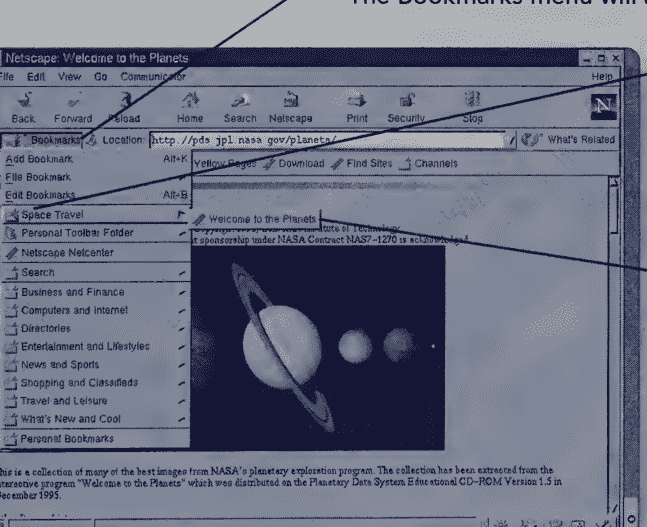 The Bookmarks menu will
Netscape: Welcome to the Planets
File Edit View Go Communicator Help
Back Forward Reload Home Search Netscape Print Security Stop N
Bookmarks Location: http://pds.jpl.nasa.gov/planets/ What's Related
Add Bookmark Alt+K Yellow Pages Download Find Sites Channels
File Bookmark
Edit Bookmarks Alt+B
Space Travel Welcome to the Planets
Personal Toolbar Folder
Institute of Technology
sponsorship under NASA Contract NAS7-1270 is acknowledged
Netscape Netcenter
Search
Business and Finance
Computers and Internet
Directories
Entertainment and Lifestyles
News and Sports
Shopping and Classifieds
Travel and Leisure
What's New and Cool
Personal Bookmarks
This is a collection of many of the best images from NASA's planetary exploration program. The collection has been extracted from the
interactive program "Welcome to the Planets" which was distributed on the Planetary Data System Educational CD-ROM Version 1.5 in
December 1995.